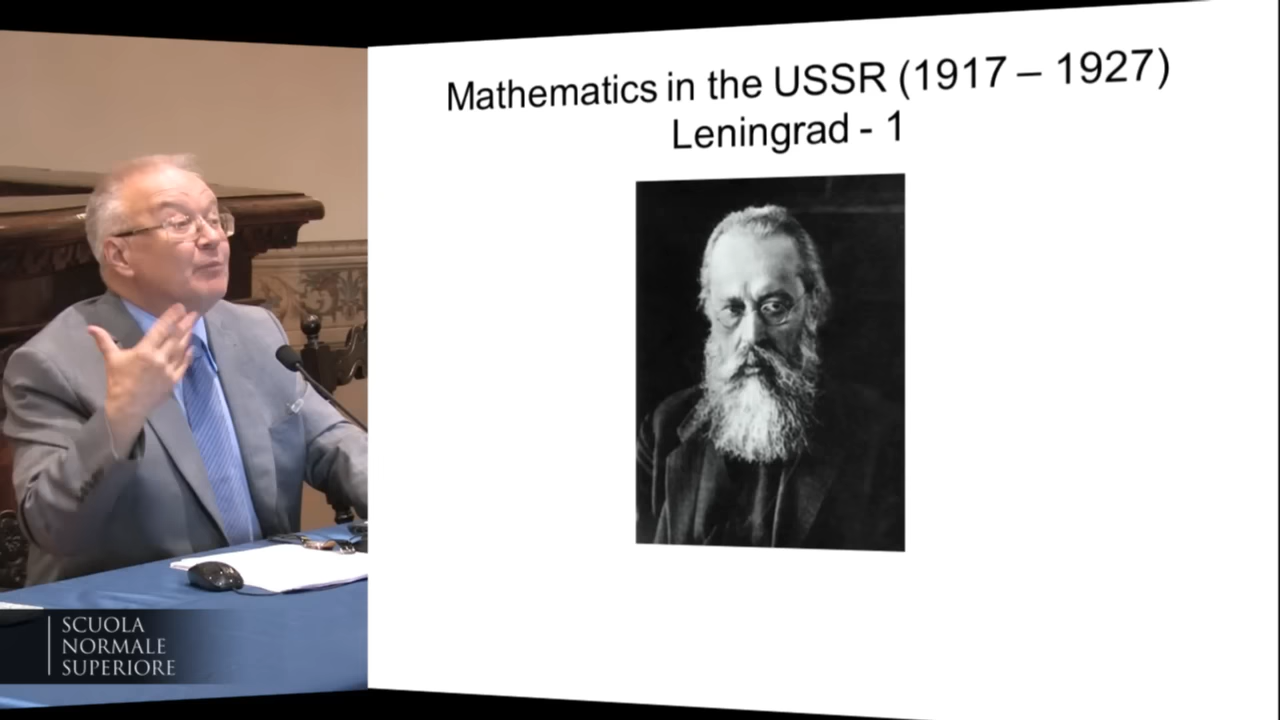 Mathematics in the USSR (1917 – 1927)
Leningrad - 1
SCUOLA
NORMALE
SUPERIORE